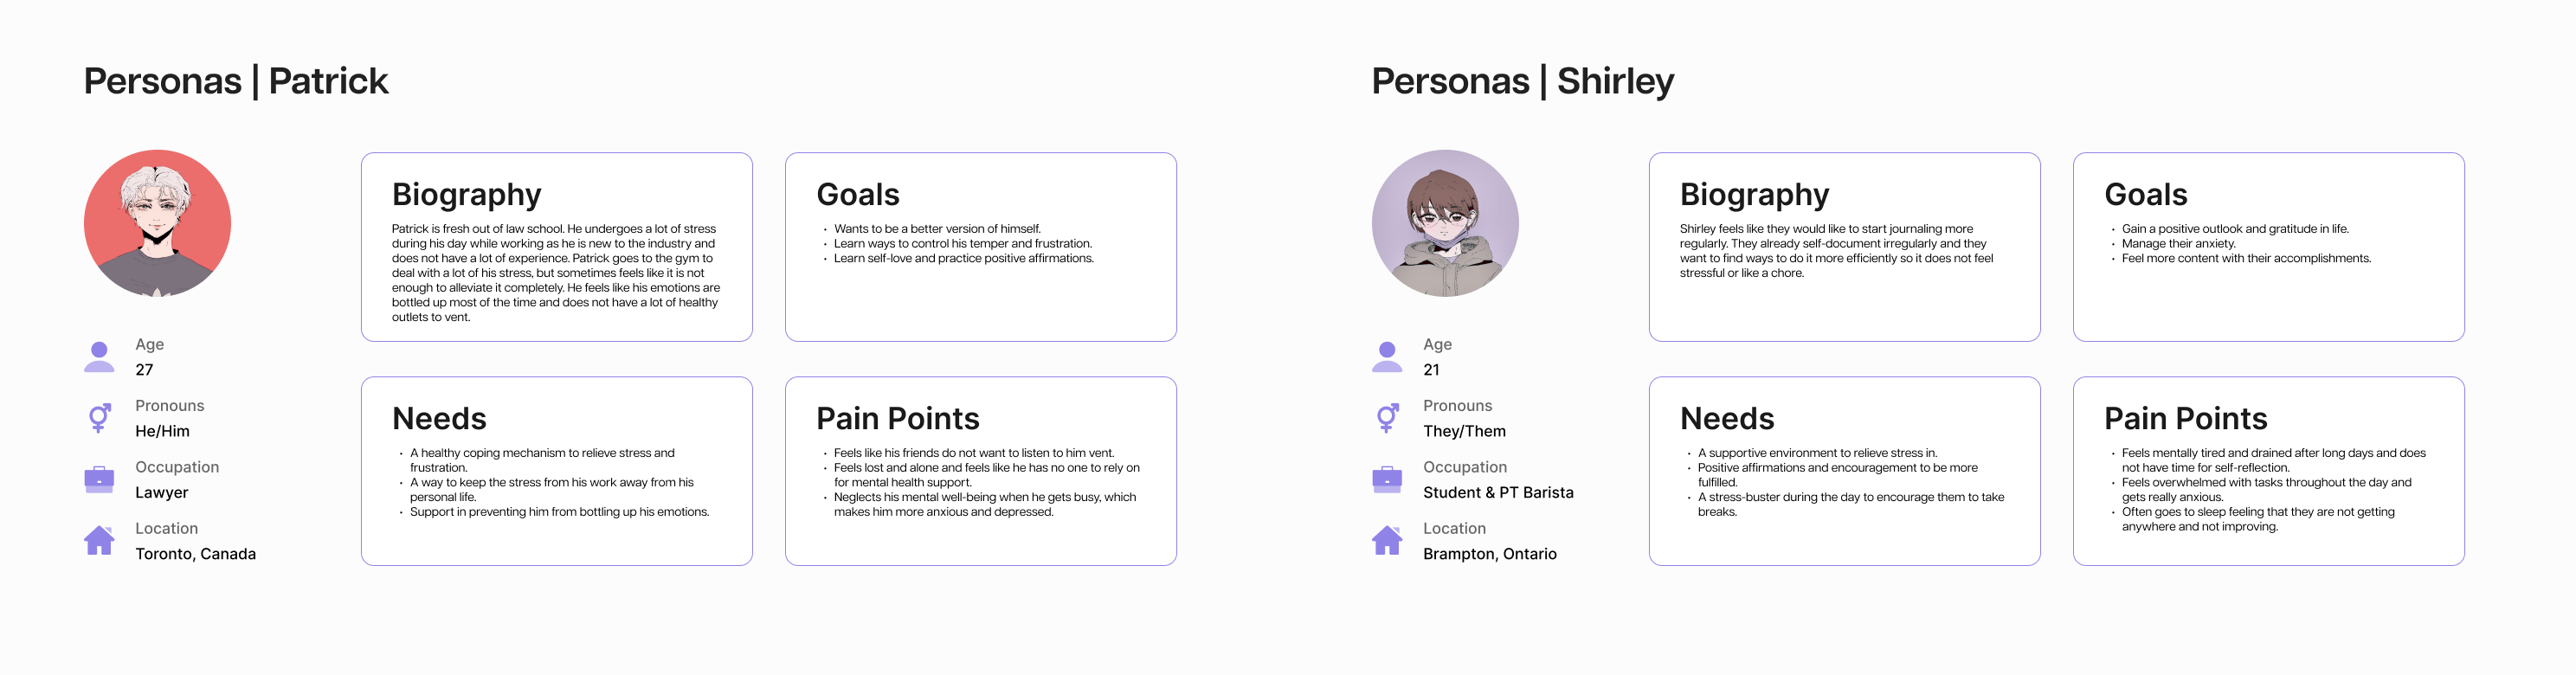 Personas | Patrick
Age
27
Pronouns
He/Him
Occupation
Lawyer
Location
Toronto, Canada
Biography
Patrick is fresh out of law school. He undergoes a lot of stress
during his day while working as he is new to the industry and
does not have a lot of experience. Patrick goes to the gym to
deal with a lot of his stress, but sometimes feels like it is not
enough to alleviate it completely. He feels like his emotions are
bottled up most of the time and does not have a lot of healthy
outlets to vent.
Goals
• Wants to be a better version of himself.
• Learn ways to control his temper and frustration.
• Learn self-love and practice positive affirmations.
Needs
• A healthy coping mechanism to relieve stress and
frustration.
• A way to keep the stress from his work away from his
personal life.
• Support in preventing him from bottling up his emotions.
Pain Points
• Feels like his friends do not want to listen to him vent.
• Feels lost and alone and feels like he has no one to rely on
for mental health support.
• Neglects his mental well-being when he gets busy, which
makes him more anxious and depressed.
Personas | Shirley
Age
21
Pronouns
They/Them
Occupation
Student & PT Barista
Location
Brampton, Ontario
Biography
Shirley feels like they would like to start journaling more
regularly. They already self-document irregularly and they
want to find ways to do it more efficiently so it does not feel
stressful or like a chore.
Goals
• Gain a positive outlook and gratitude in life.
• Manage their anxiety.
• Feel more content with their accomplishments.
Needs
• A supportive environment to relieve stress in.
• Positive affirmations and encouragement to be more
fulfilled.
• A stress-buster during the day to encourage them to take
breaks.
Pain Points
• Feels mentally tired and drained after long days and does
not have time for self-reflection.
• Feels overwhelmed with tasks throughout the day and
gets really anxious.
• Often goes to sleep feeling that they are not getting
anywhere and not improving.